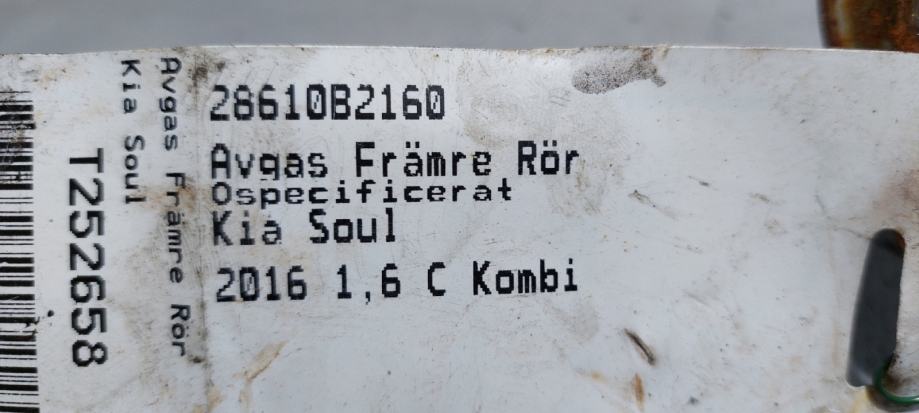 28610B2160
Avgas Främre Rör
Ospecificerat
Kia Soul
2016 1,6 C Kombi
Avgas Främre Rör
Kia Soul
T252658